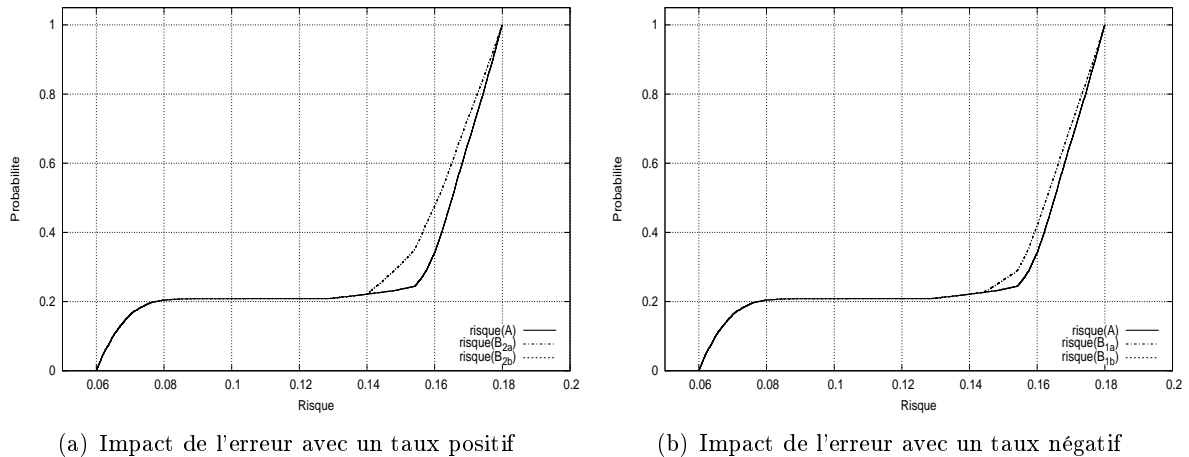 1
0.8
0.6
0.4
0.2
0
Probabilite
0.06 0.08 0.1 0.12 0.14 0.16 0.18 0.2
Risque
risque(A)
risque(B2a)
risque(B2b)
(a) Impact de l'erreur avec un taux positif
1
0.8
0.6
0.4
0.2
0
Probabilite
0.06 0.08 0.1 0.12 0.14 0.16 0.18 0.2
Risque
risque(A)
risque(B1a)
risque(B1b)
(b) Impact de l'erreur avec un taux négatif